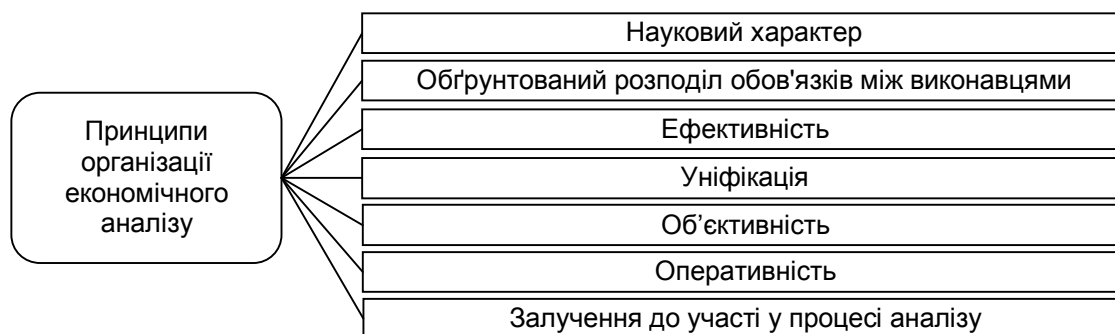 Принципи
організації
економічного
аналізу
Науковий характер
Обґрунтований розподіл обов'язків між виконавцями
Ефективність
Уніфікація
Об’єктивність
Оперативність
Залучення до участі у процесі аналізу